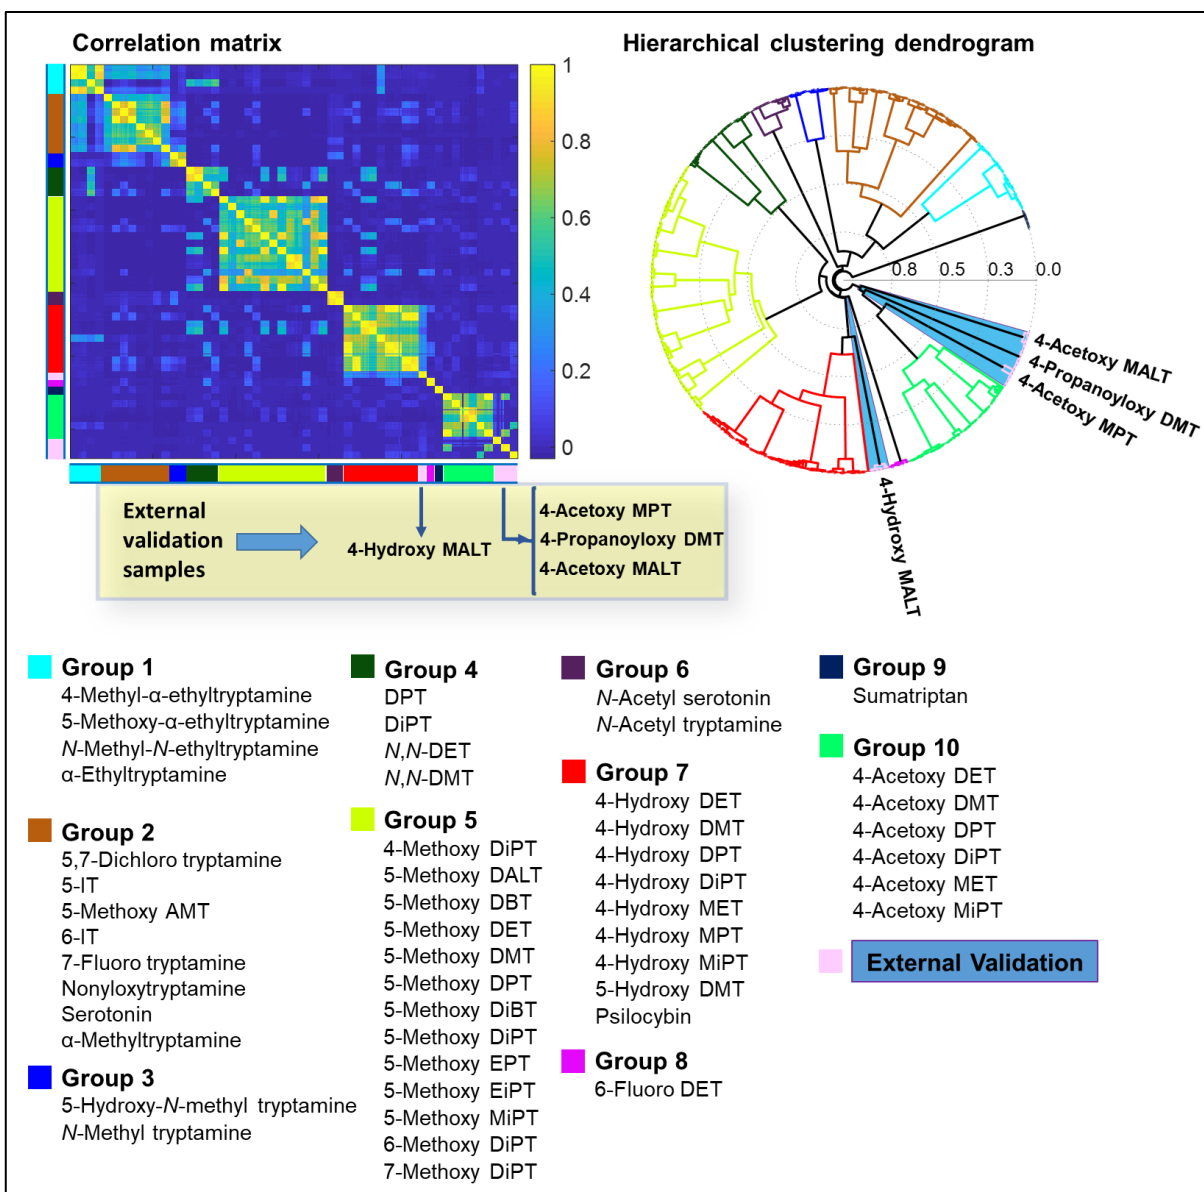 Correlation matrix
Hierarchical clustering dendrogram
1
0.8
0.6
0.4
0.2
0
0.8 0.5 0.3 0.0
4-Acetoxy MALT
4-Propanoyloxy DMT
4-Acetoxy MPT
4-Hydroxy MALT
External
validation
samples
4-Hydroxy MALT
4-Acetoxy MPT
4-Propanoyloxy DMT
4-Acetoxy MALT
Group 1
4-Methyl-α-ethyltryptamine
5-Methoxy-α-ethyltryptamine
N-Methyl-N-ethyltryptamine
α-Ethyltryptamine
Group 2
5,7-Dichloro tryptamine
5-IT
5-Methoxy AMT
6-IT
7-Fluoro tryptamine
Nonyloxytryptamine
Serotonin
α-Methyltryptamine
Group 3
5-Hydroxy-N-methyl tryptamine
N-Methyl tryptamine
Group 4
DPT
DiPT
N,N-DET
N,N-DMT
Group 5
4-Methoxy DiPT
5-Methoxy DALT
5-Methoxy DBT
5-Methoxy DET
5-Methoxy DMT
5-Methoxy DPT
5-Methoxy DiBT
5-Methoxy DiPT
5-Methoxy EPT
5-Methoxy EiPT
5-Methoxy MiPT
6-Methoxy DiPT
7-Methoxy DiPT
Group 6
N-Acetyl serotonin
N-Acetyl tryptamine
Group 7
4-Hydroxy DET
4-Hydroxy DMT
4-Hydroxy DPT
4-Hydroxy DiPT
4-Hydroxy MET
4-Hydroxy MPT
4-Hydroxy MiPT
5-Hydroxy DMT
Psilocybin
Group 8
6-Fluoro DET
Group 9
Sumatriptan
Group 10
4-Acetoxy DET
4-Acetoxy DMT
4-Acetoxy DPT
4-Acetoxy DiPT
4-Acetoxy MET
4-Acetoxy MiPT
External Validation